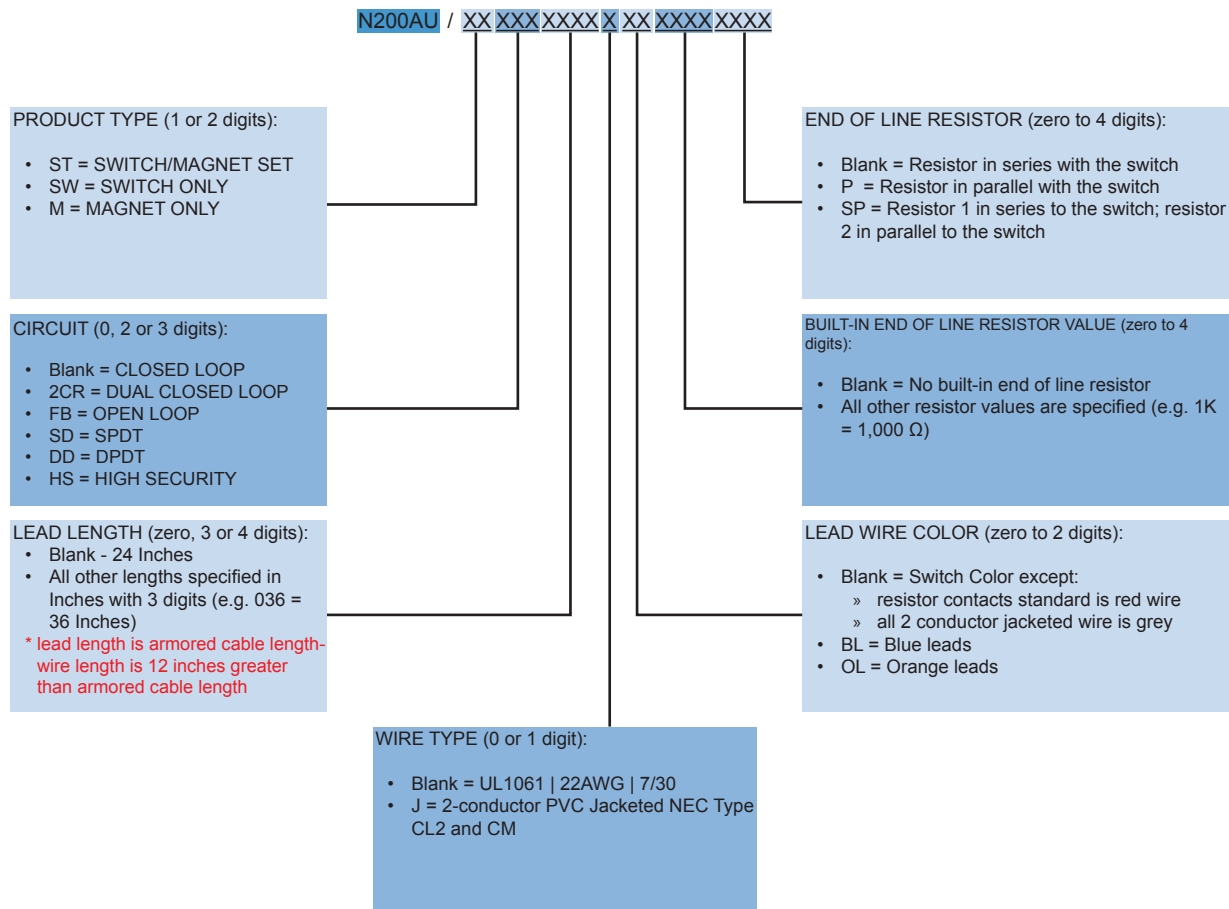 N200AU / XX XXX XXXX X XX XXXX XXXX
PRODUCT TYPE (1 or 2 digits):
• ST = SWITCH/MAGNET SET
• SW = SWITCH ONLY
• M = MAGNET ONLY
CIRCUIT (0, 2 or 3 digits):
• Blank = CLOSED LOOP
• 2CR = DUAL CLOSED LOOP
• FB = OPEN LOOP
• SD = SPDT
• DD = DPDT
• HS = HIGH SECURITY
LEAD LENGTH (zero, 3 or 4 digits):
• Blank - 24 Inches
• All other lengths specified in
Inches with 3 digits (e.g. 036 =
36 Inches)
* lead length is armored cable length-
wire length is 12 inches greater
than armored cable length
WIRE TYPE (0 or 1 digit):
• Blank = UL1061 | 22AWG | 7/30
• J = 2-conductor PVC Jacketed NEC Type
CL2 and CM
END OF LINE RESISTOR (zero to 4 digits):
• Blank = Resistor in series with the switch
• P = Resistor in parallel with the switch
• SP = Resistor 1 in series to the switch; resistor
2 in parallel to the switch
BUILT-IN END OF LINE RESISTOR VALUE (zero to 4
digits):
• Blank = No built-in end of line resistor
• All other resistor values are specified (e.g. 1K
= 1,000 Ω)
LEAD WIRE COLOR (zero to 2 digits):
• Blank = Switch Color except:
» resistor contacts standard is red wire
» all 2 conductor jacketed wire is grey
• BL = Blue leads
• OL = Orange leads